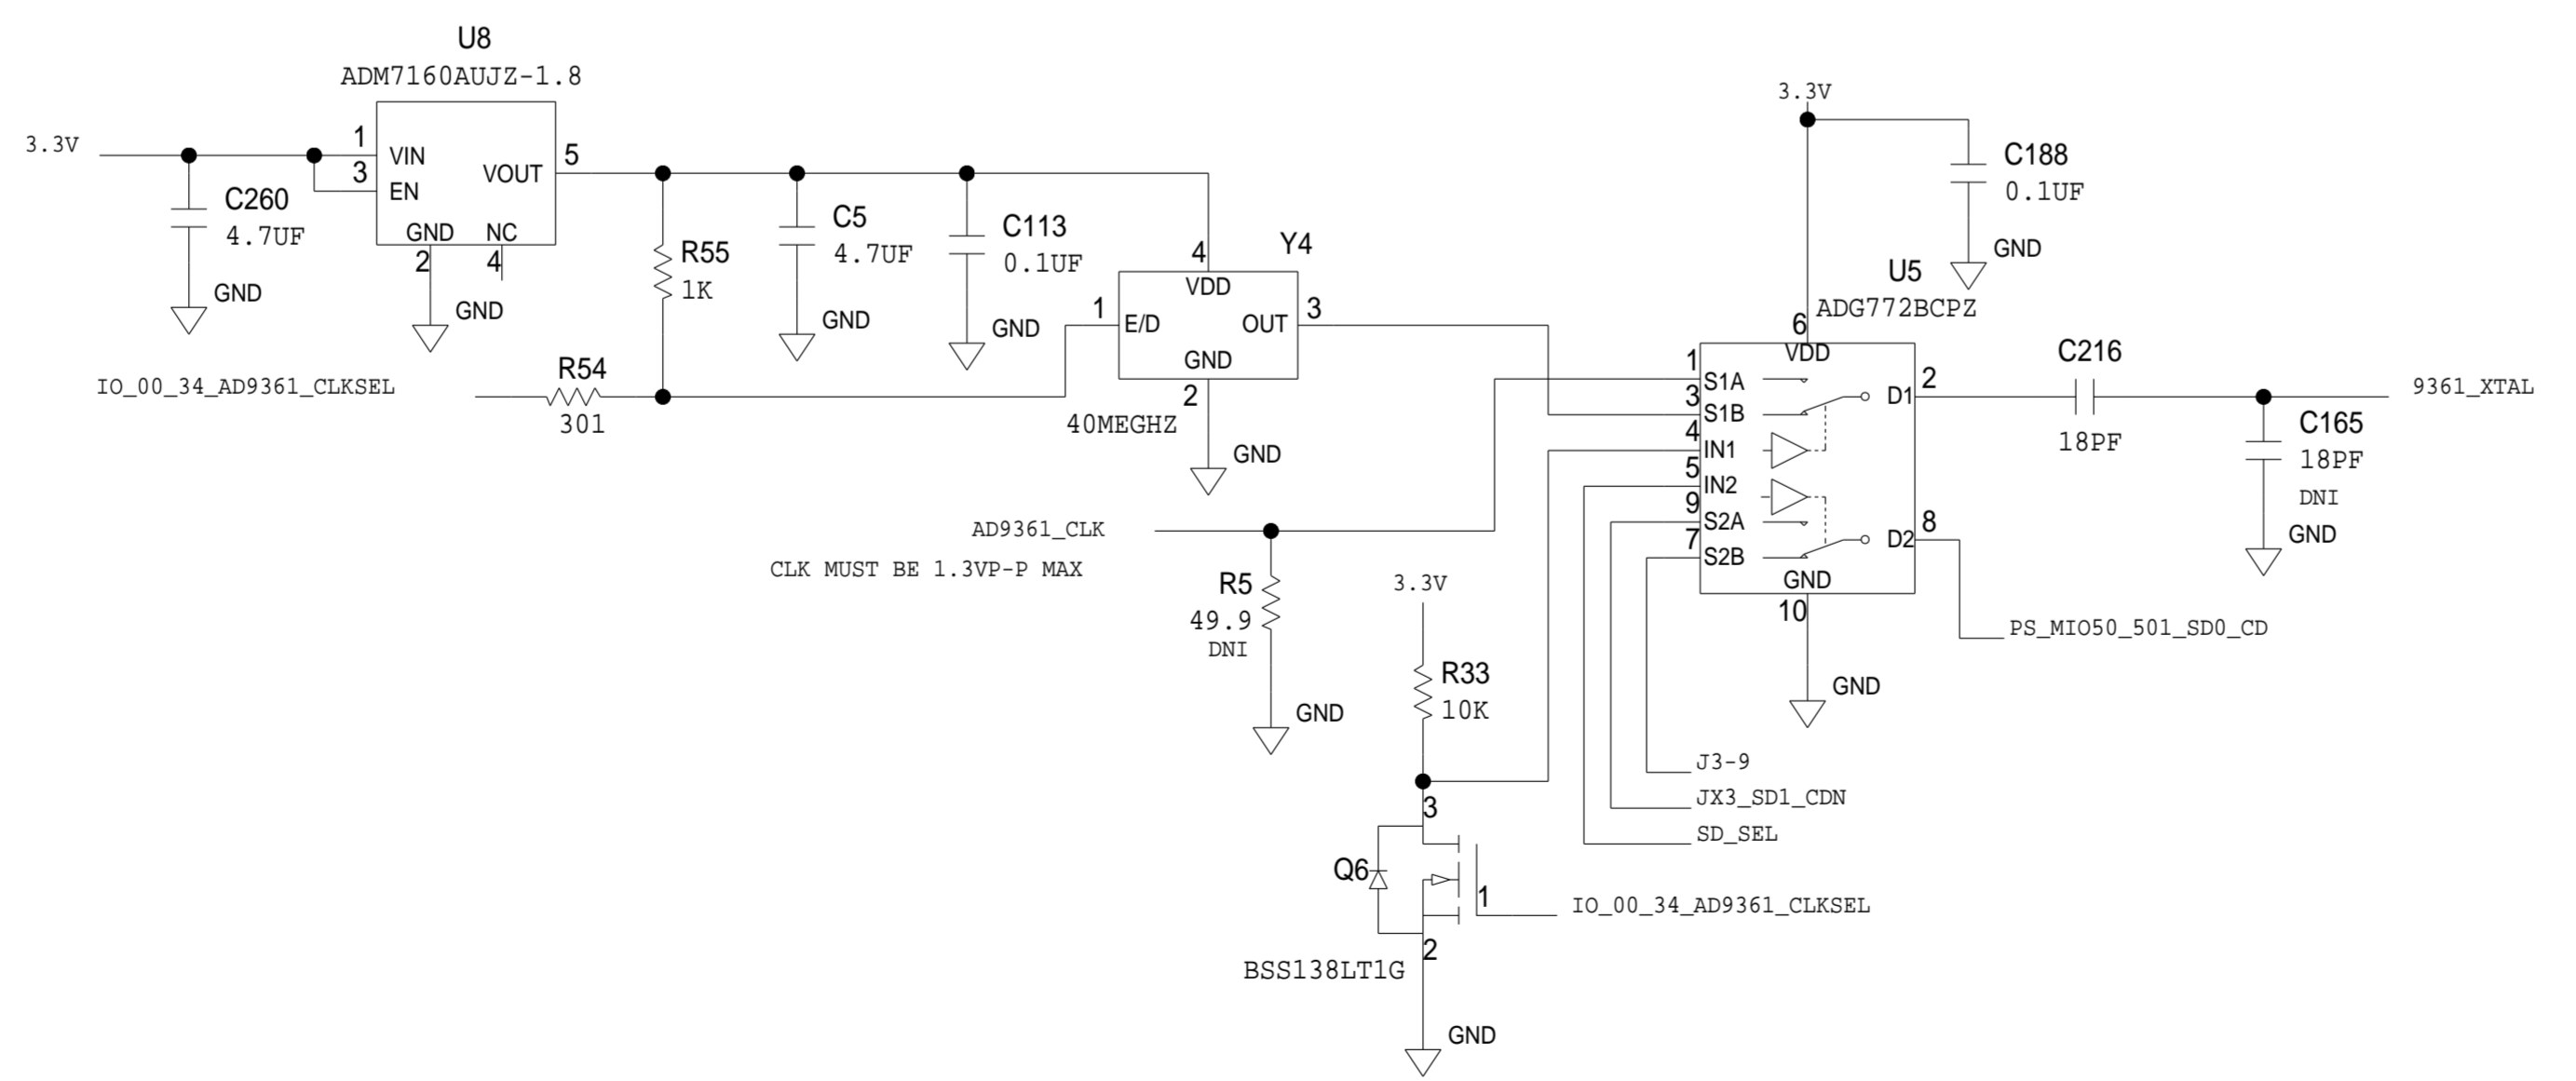 U8
ADM7160AUJZ-1.8
3.3V
1
VIN
3
EN
VOUT
5
GND
NC
2
4
C260
4.7UF
GND
GND
R55
1K
C5
4.7UF
GND
C113
0.1UF
GND
IO_00_34_AD9361_CLKSEL
R54
301
Y4
4
VDD
1
E/D
OUT
3
GND
2
40MEGHZ
GND
AD9361_CLK
CLK MUST BE 1.3VP-P MAX
R5
49.9
DNI
GND
3.3V
R33
10K
3
Q6
1
IO_00_34_AD9361_CLKSEL
2
BSS138LT1G
GND
3.3V
C188
0.1UF
GND
U5
ADG772BCPZ
6
VDD
1
S1A
3
S1B
4
IN1
5
IN2
9
S2A
7
S2B
D1
2
D2
8
GND
10
GND
C216
18PF
9361_XTAL
C165
18PF
DNI
GND
PS_MIO50_501_SD0_CD
J3-9
JX3_SD1_CDN
SD_SEL